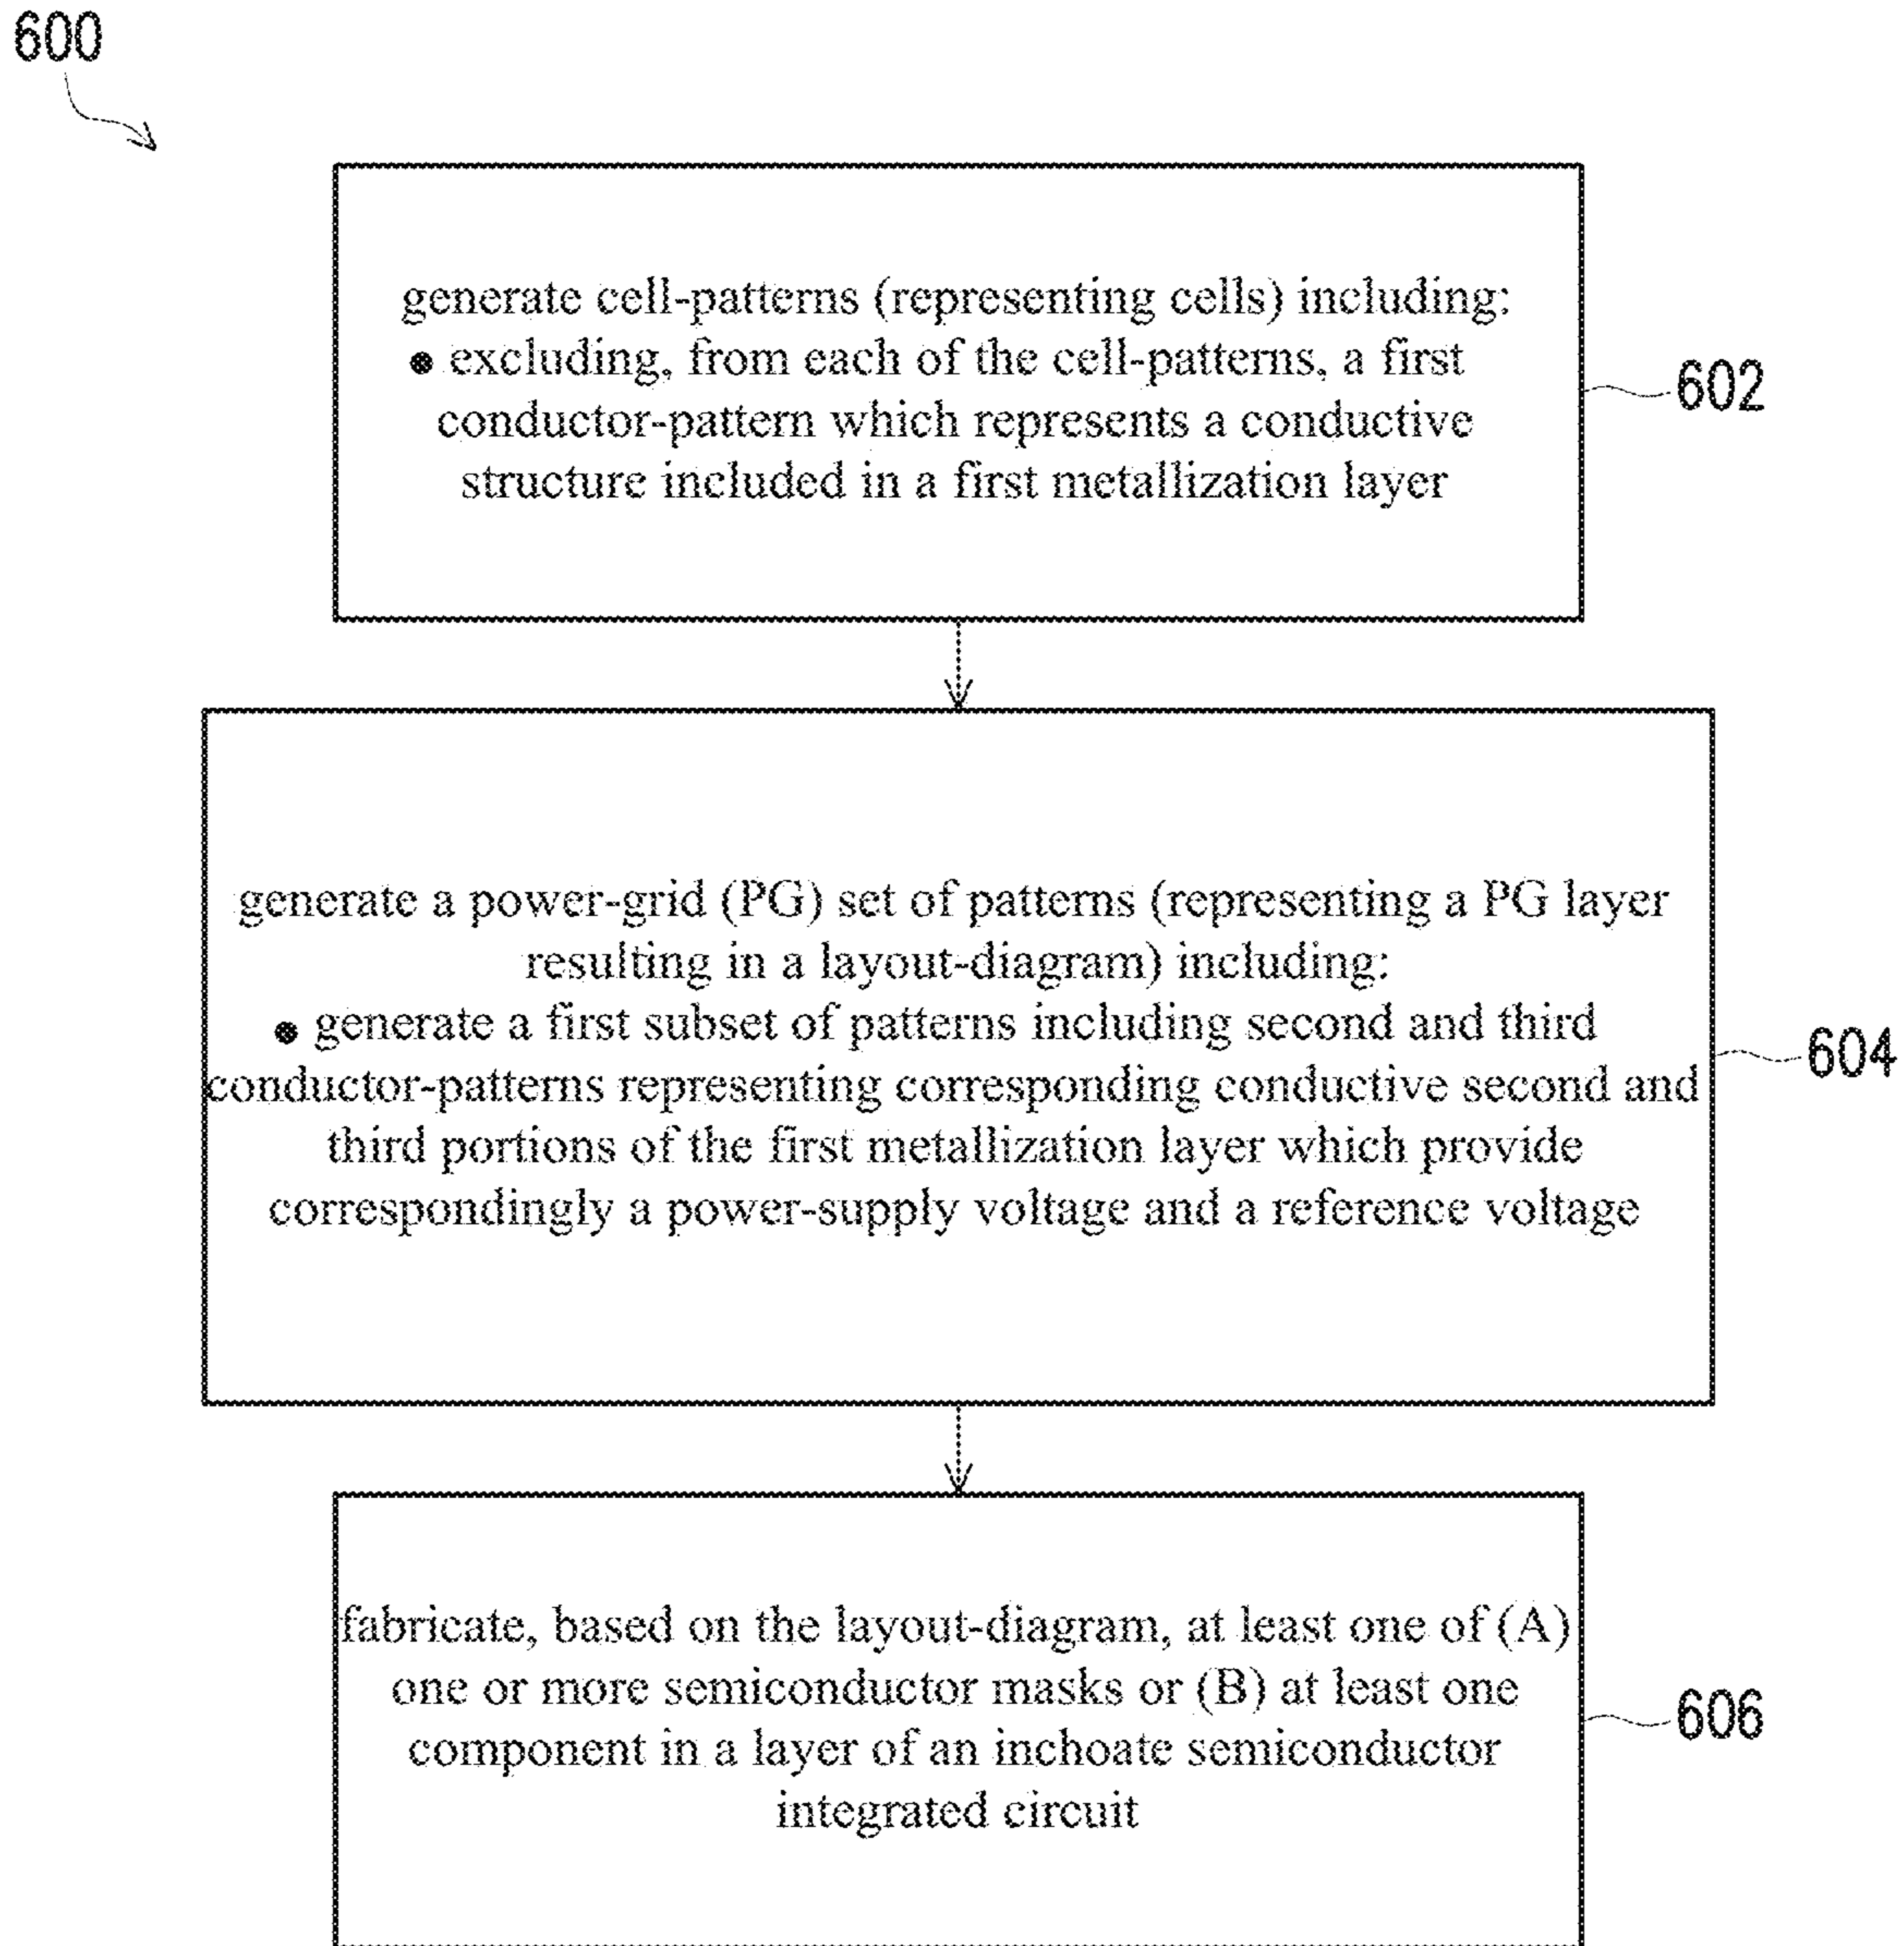 600
generate cell-patterns (representing cells) including:
• excluding, from each of the cell-patterns, a first
conductor-pattern which represents a conductive
structure included in a first metallization layer
602
generate a power-grid (PG) set of patterns (representing a PG layer
resulting in a layout-diagram) including:
• generate a first subset of patterns including second and third
conductor-patterns representing corresponding conductive second and
third portions of the first metallization layer which provide
correspondingly a power-supply voltage and a reference voltage
604
fabricate, based on the layout-diagram, at least one of (A)
one or more semiconductor masks or (B) at least one
component in a layer of an inchoate semiconductor
integrated circuit
606